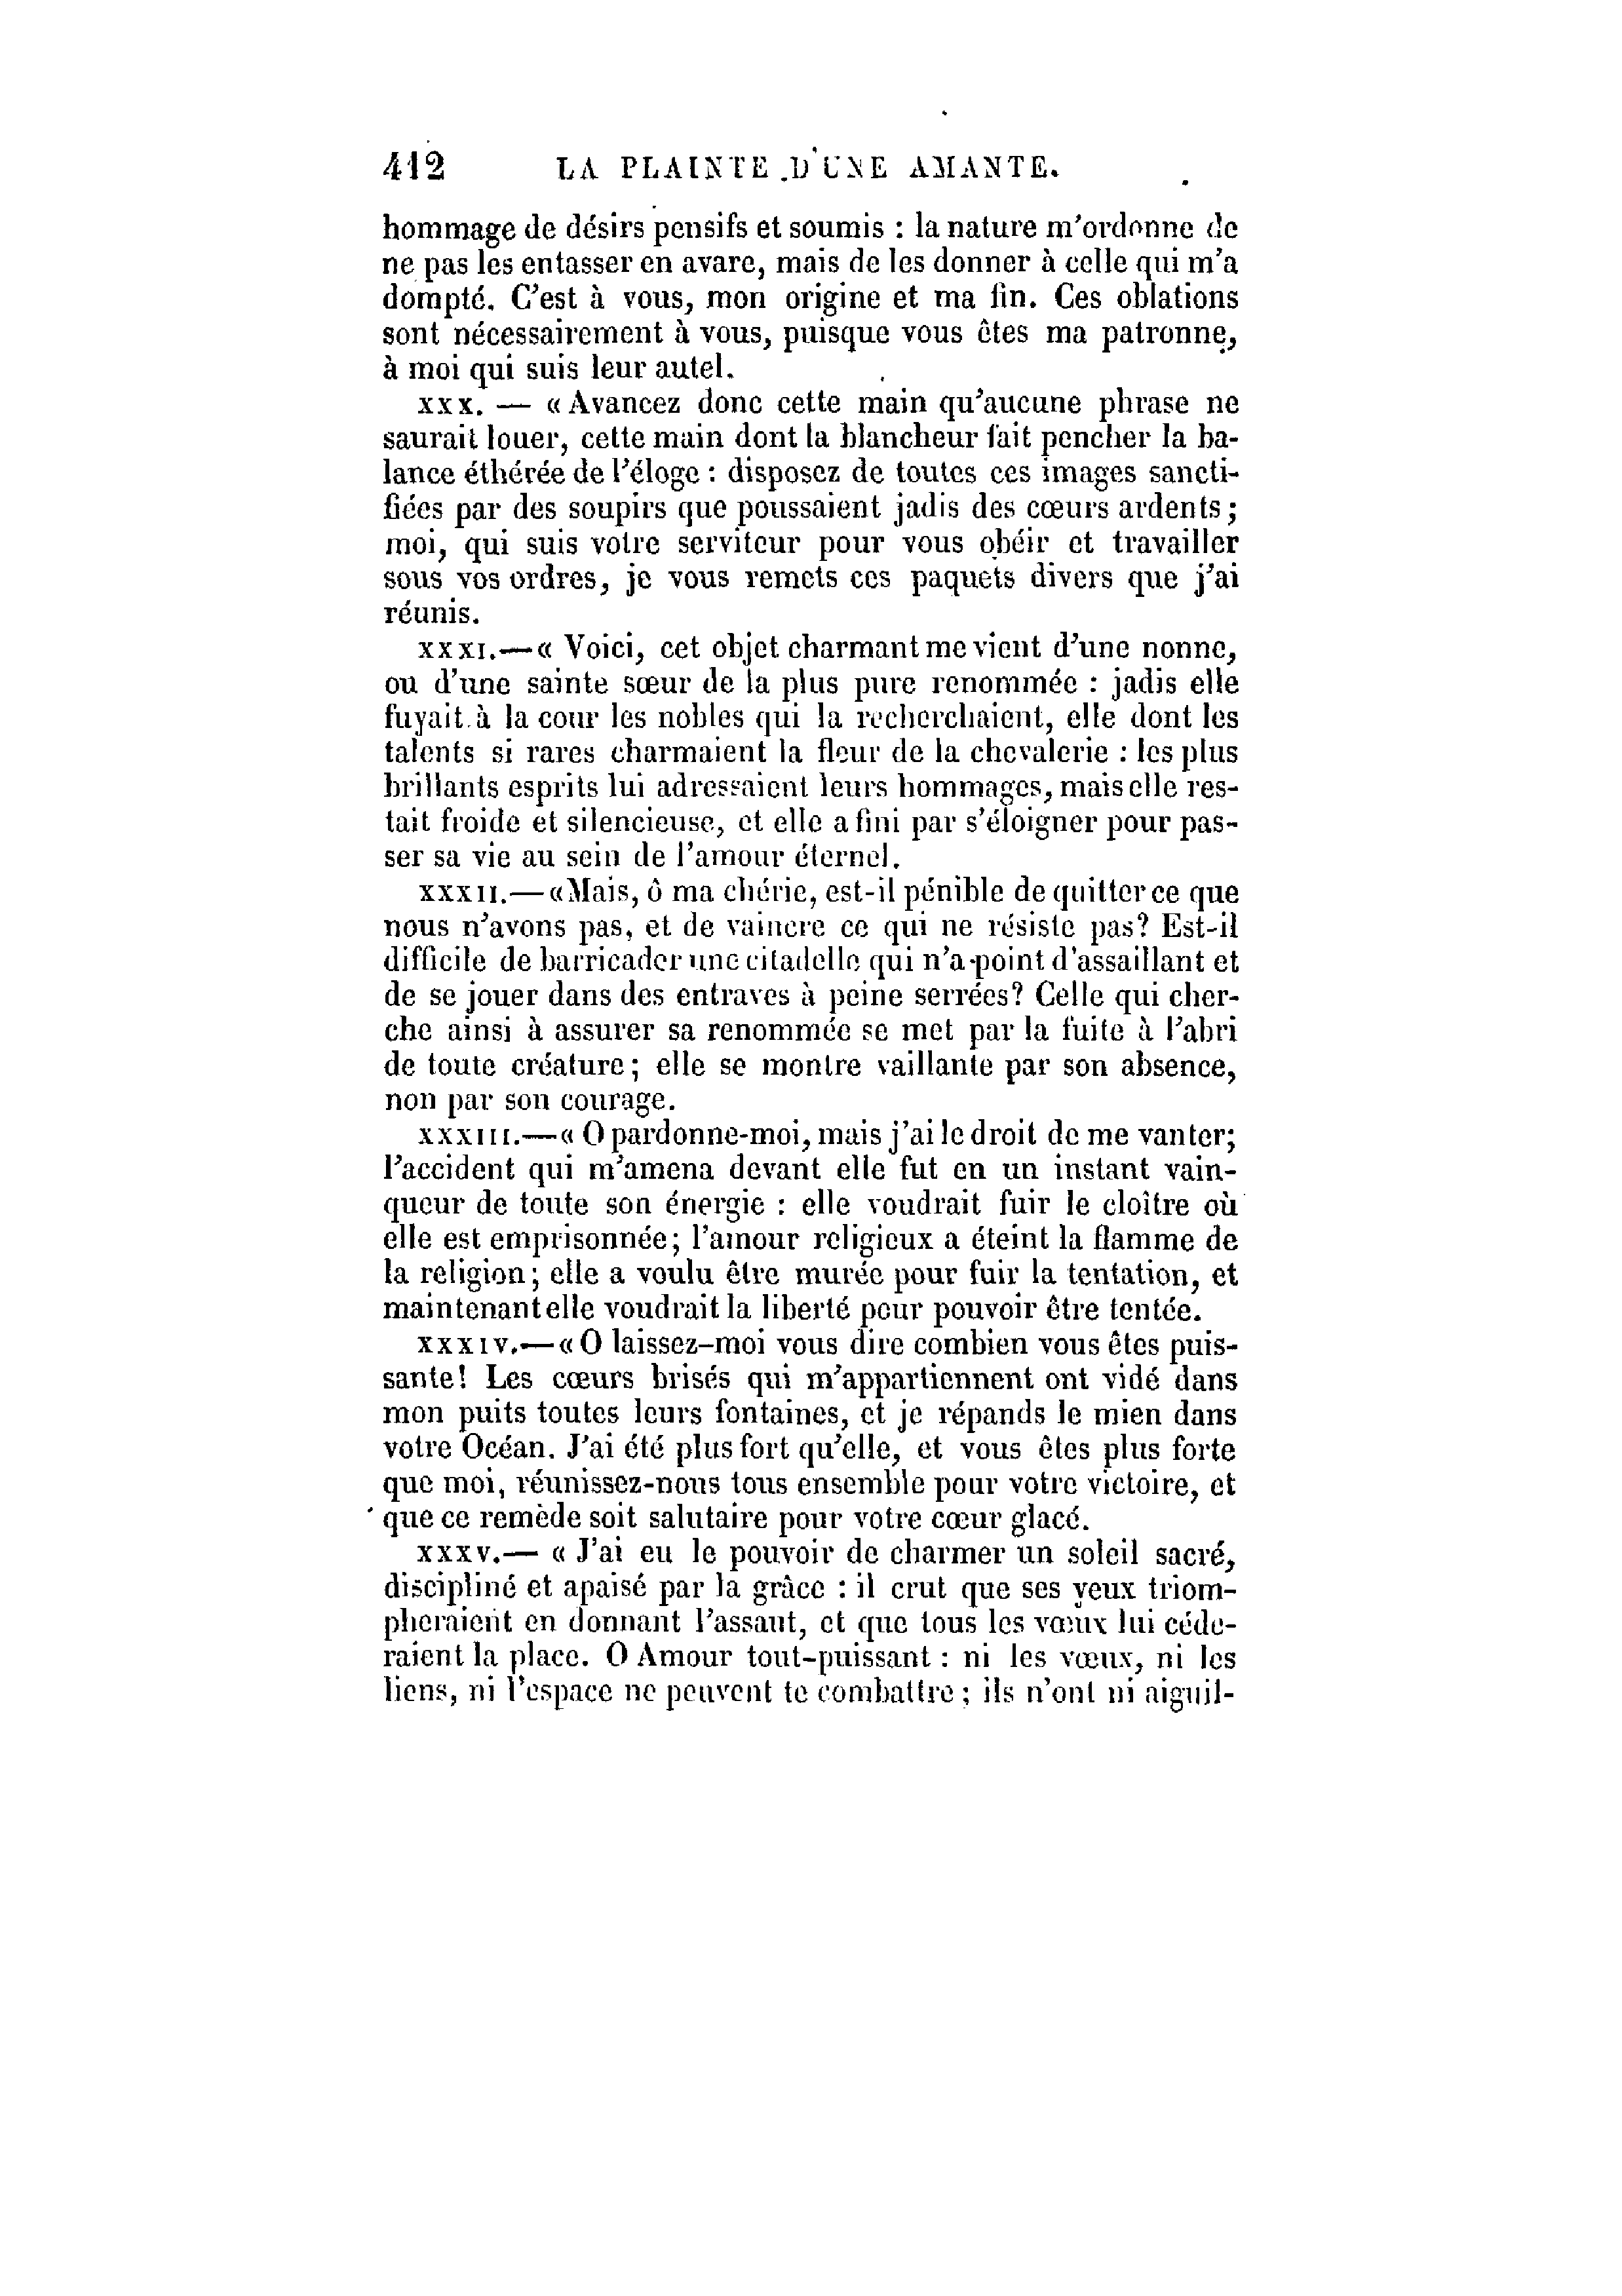 412 LA PLAINTE D'UNE AMANTE.
hommage de désirs pensifs et soumis : la nature m'ordonne de
ne pas les entasser en avare, mais de les donner à celle qui m'a
dompté. C'est à vous, mon origine et ma fin. Ces oblations
sont nécessairement à vous, puisque vous êtes ma patronne,
à moi qui suis leur autel.
XXX. — « Avancez donc cette main qu'aucune phrase ne
saurait louer, cette main dont la blancheur fait pencher la ba-
lance éthérée de l'éloge : disposez de toutes ces images sancti-
fiées par des soupirs que poussaient jadis des cœurs ardents ;
moi, qui suis votre serviteur pour vous obéir et travailler
sous vos ordres, je vous remets ces paquets divers que j'ai
réunis.
XXXI. — « Voici, cet objet charmant me vient d'une nonne,
ou d'une sainte sœur de la plus pure renommée : jadis elle
fuyait à la cour les nobles qui la recherchaient, elle dont les
talents si rares charmaient la fleur de la chevalerie : les plus
brillants esprits lui adressaient leurs hommages, mais elle res-
tait froide et silencieuse, et elle a fini par s'éloigner pour pas-
ser sa vie au sein de l'amour éternel.
XXXII. — « Mais, ô ma chérie, est-il pénible de quitter ce que
nous n'avons pas, et de vaincre ce qui ne résiste pas? Est-il
difficile de barricader une citadelle qui n'a point d'assaillant et
de se jouer dans des entraves à peine serrées? Celle qui cher-
che ainsi à assurer sa renommée se met par la fuite à l'abri
de toute créature ; elle se montre vaillante par son absence,
non par son courage.
XXXIII. — « O pardonne-moi, mais j'ai le droit de me vanter;
l'accident qui m'amena devant elle fut en un instant vain-
queur de toute son énergie : elle voudrait fuir le cloître où
elle est emprisonnée; l'amour religieux a éteint la flamme de
la religion; elle a voulu être murée pour fuir la tentation, et
maintenant elle voudrait la liberté pour pouvoir être tentée.
XXXIV. — « O laissez-moi vous dire combien vous êtes puis-
sante! Les cœurs brisés qui m'appartiennent ont vidé dans
mon puits toutes leurs fontaines, et je répands le mien dans
votre Océan. J'ai été plus fort qu'elle, et vous êtes plus forte
que moi, réunissez-nous tous ensemble pour votre victoire, et
que ce remède soit salutaire pour votre cœur glacé.
XXXV. — « J'ai eu le pouvoir de charmer un soleil sacré,
discipliné et apaisé par la grâce : il crut que ses yeux triom-
pheraient en donnant l'assaut, et que tous les vœux lui céde-
raient la place. O Amour tout-puissant : ni les vœux, ni les
liens, ni l'espace ne peuvent te combattre ; ils n'ont ni aiguil-